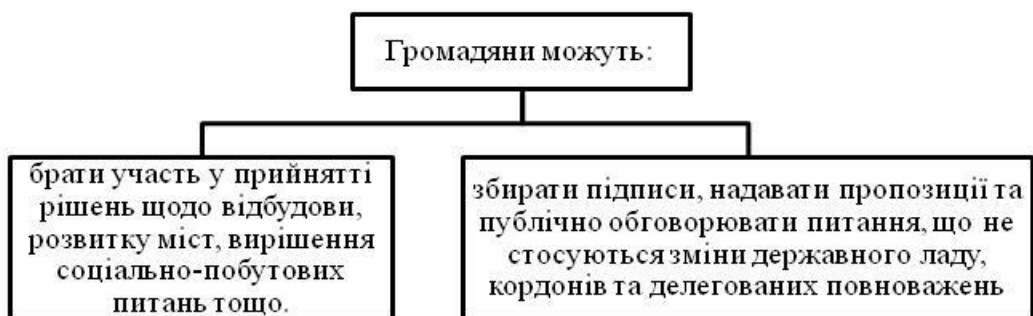 Громадяни можуть:
брати участь у прийнятті
рішень щодо відбудови,
розвитку міст, вирішення
соціально-побутових
питань тощо.
збирати підписи, надавати пропозиції та
публічно обговорювати питання, що не
стосуються зміни державного ладу,
кордонів та делегованих повноважень